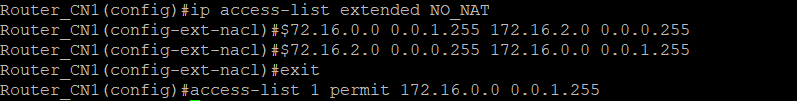 Router_CN1(config)#ip access-list extended NO_NAT
Router_CN1(config-ext-nacl)#$72.16.0.0 0.0.1.255 172.16.2.0 0.0.0.255
Router_CN1(config-ext-nacl)#$72.16.2.0 0.0.0.255 172.16.0.0 0.0.1.255
Router_CN1(config-ext-nacl)#exit
Router_CN1(config)#access-list 1 permit 172.16.0.0 0.0.1.255